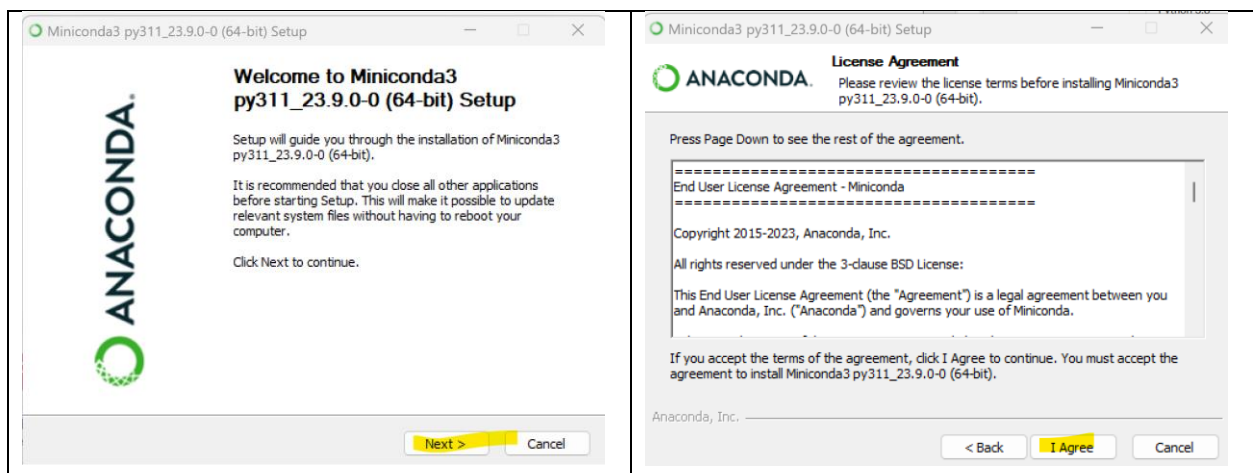 Miniconda3 py311_23.9.0-0 (64-bit) Setup
ANACONDA.
Welcome to Miniconda3
py311_23.9.0-0 (64-bit) Setup
Setup will guide you through the installation of Miniconda3
py311_23.9.0-0 (64-bit).
It is recommended that you close all other applications
before starting Setup. This will make it possible to update
relevant system files without having to reboot your
computer.
Click Next to continue.
Next >
Cancel
Miniconda3 py311_23.9.0-0 (64-bit) Setup
ANACONDA.
License Agreement
Please review the license terms before installing Miniconda3
py311_23.9.0-0 (64-bit).
Press Page Down to see the rest of the agreement.
======================================
End User License Agreement - Miniconda
======================================
Copyright 2015-2023, Anaconda, Inc.
All rights reserved under the 3-clause BSD License:
This End User License Agreement (the "Agreement") is a legal agreement between you
and Anaconda, Inc. ("Anaconda") and governs your use of Miniconda.
If you accept the terms of the agreement, click I Agree to continue. You must accept the
agreement to install Miniconda3 py311_23.9.0-0 (64-bit).
Anaconda, Inc.
< Back
I Agree
Cancel